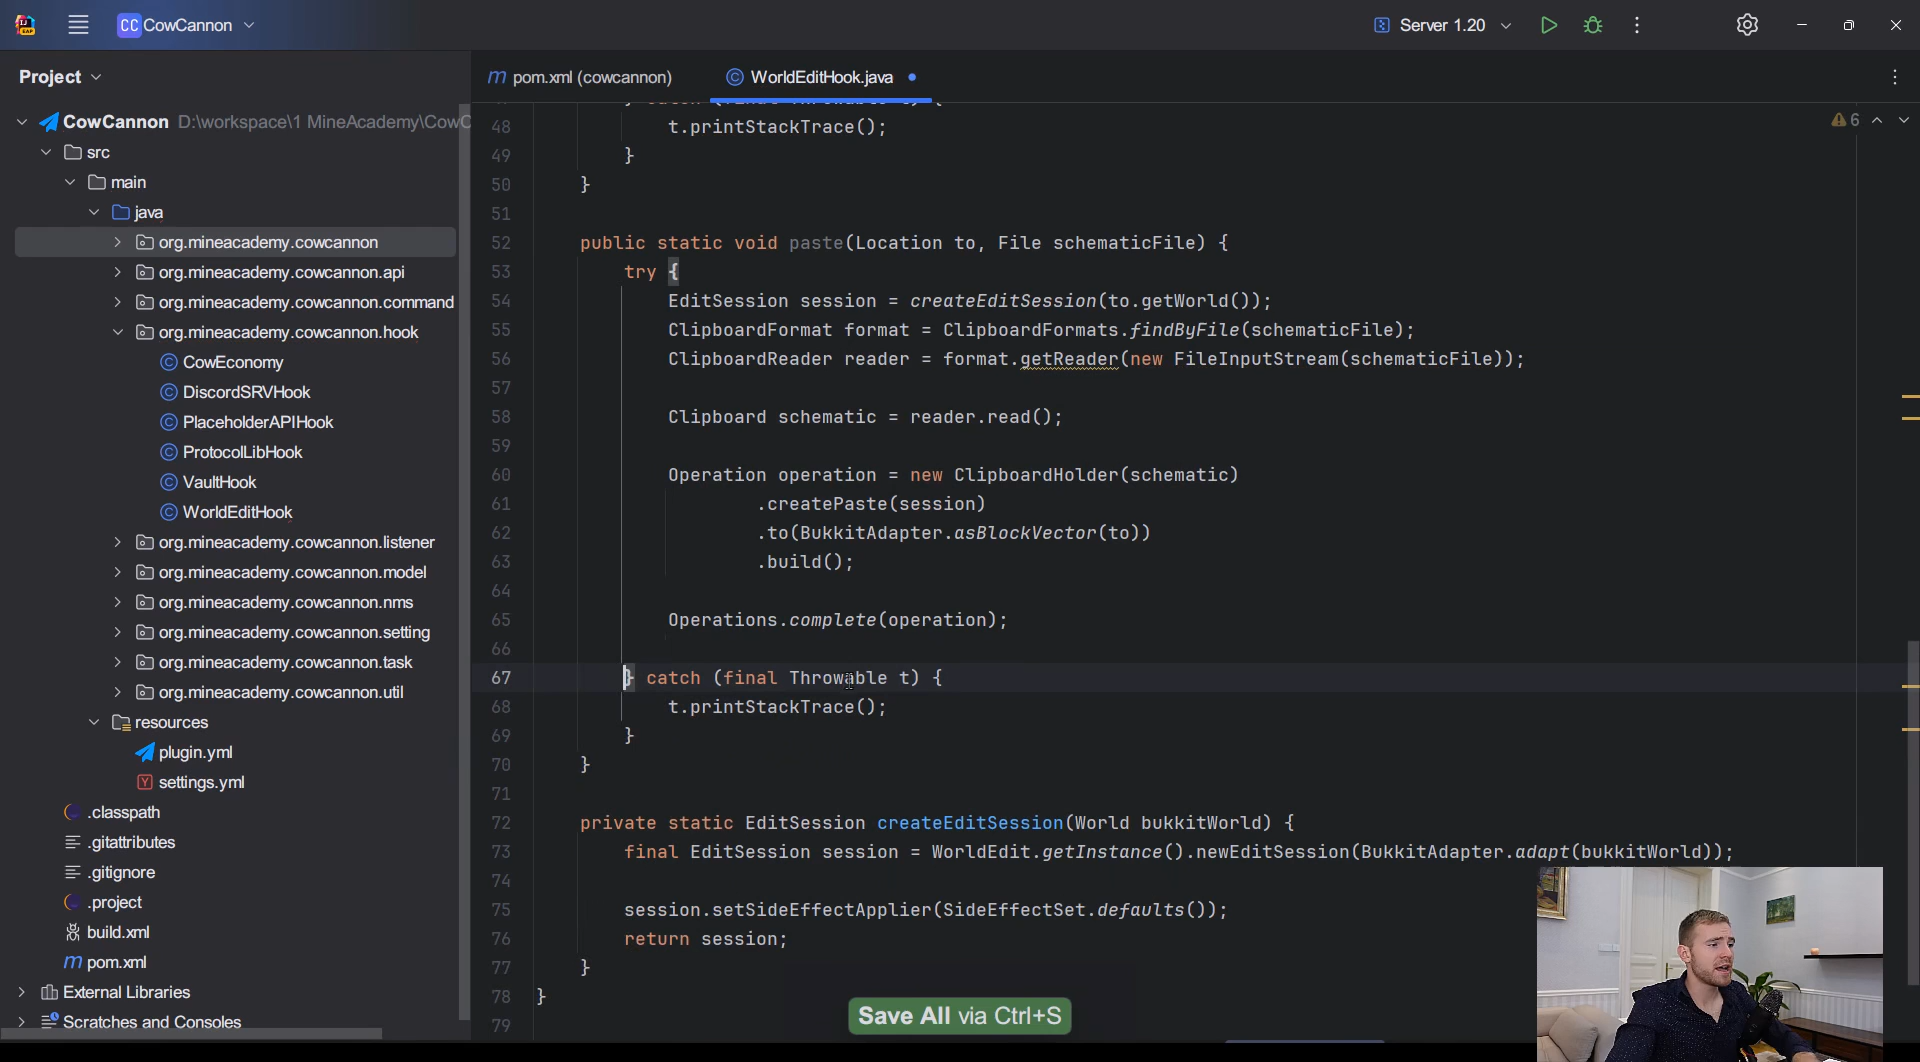 CC CowCannon
Server 1.20
Project
pom.xml (cowcannon)
WorldEditHook.java
6
CowCannon D:\workspace\1 MineAcademy\CowC
src
main
java
org.mineacademy.cowcannon
org.mineacademy.cowcannon.api
org.mineacademy.cowcannon.command
org.mineacademy.cowcannon.hook
CowEconomy
DiscordSRVHook
PlaceholderAPIHook
ProtocolLibHook
VaultHook
WorldEditHook
org.mineacademy.cowcannon.listener
org.mineacademy.cowcannon.model
org.mineacademy.cowcannon.nms
org.mineacademy.cowcannon.setting
org.mineacademy.cowcannon.task
org.mineacademy.cowcannon.util
resources
plugin.yml
settings.yml
.classpath
.gitattributes
.gitignore
.project
build.xml
pom.xml
External Libraries
Scratches and Consoles
48 t.printStackTrace();
49 }
50 }
51
52 public static void paste(Location to, File schematicFile) {
53 try {
54 EditSession session = createEditSession(to.getWorld());
55 ClipboardFormat format = ClipboardFormats.findByFile(schematicFile);
56 ClipboardReader reader = format.getReader(new FileInputStream(schematicFile));
57
58 Clipboard schematic = reader.read();
59
60 Operation operation = new ClipboardHolder(schematic)
61 .createPaste(session)
62 .to(BukkitAdapter.asBlockVector(to))
63 .build();
64
65 Operations.complete(operation);
66
67 } catch (final Throwable t) {
68 t.printStackTrace();
69 }
70 }
71
72 private static EditSession createEditSession(World bukkitWorld) {
73 final EditSession session = WorldEdit.getInstance().newEditSession(BukkitAdapter.adapt(bukkitWorld));
74
75 session.setSideEffectApplier(SideEffectSet.defaults());
76 return session;
77 }
78 }
79
Save All via Ctrl+S